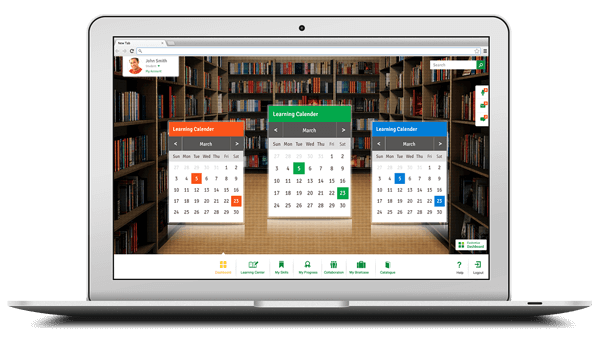 New Tab
John Smith
My Account
Search
Learning Calender
< March >
Sun Mon Tue Wed Thu Fri Sat
1 2
3 4 5 6 7 8 9
10 11 12 13 14 15 16
17 18 19 20 21 22 23
24 25 26 27 28 29 30
Learning Calender
< March >
Sun Mon Tue Wed Thu Fri Sat
1 2
3 4 5 6 7 8 9
10 11 12 13 14 15 16
17 18 19 20 21 22 23
24 25 26 27 28 29 30
Learning Calender
< March >
Sun Mon Tue Wed Thu Fri Sat
1 2
3 4 5 6 7 8 9
10 11 12 13 14 15 16
17 18 19 20 21 22 23
24 25 26 27 28 29 30
Dashboard
Dashboard Learning Center My Skills My Progress Collaboration My Briefcase Catalogue Help Logout